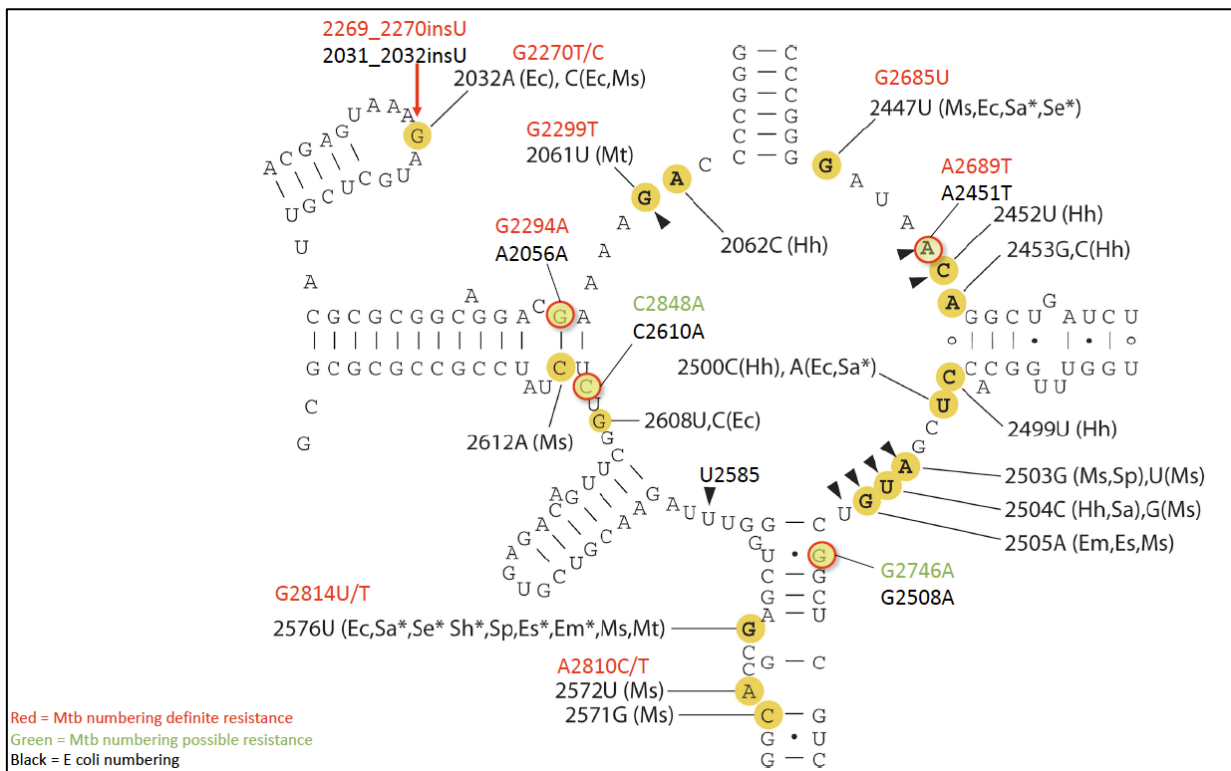 2269_2270insU
2031_2032insU
G2270T/C
2032A (Ec), C(Ec,Ms)
G2685U
2447U (Ms,Ec,Sa*,Se*)
G2299T
2061U (Mt)
A2689T
A2451T
2452U (Hh)
2062C (Hh)
2453G,C(Hh)
G2294A
A2056A
C2848A
C2610A
2500C(Hh), A(Ec,Sa*)
2499U (Hh)
2612A (Ms)
2608U,C(Ec)
U2585
2503G (Ms,Sp),U(Ms)
2504C (Hh,Sa),G(Ms)
2505A (Em,Es,Ms)
G2746A
G2508A
G2814U/T
2576U (Ec,Sa*,Se* Sh*,Sp,Es*,Em*,Ms,Mt)
A2810C/T
2572U (Ms)
2571G (Ms)
Red = Mtb numbering definite resistance
Green = Mtb numbering possible resistance
Black = E coli numbering